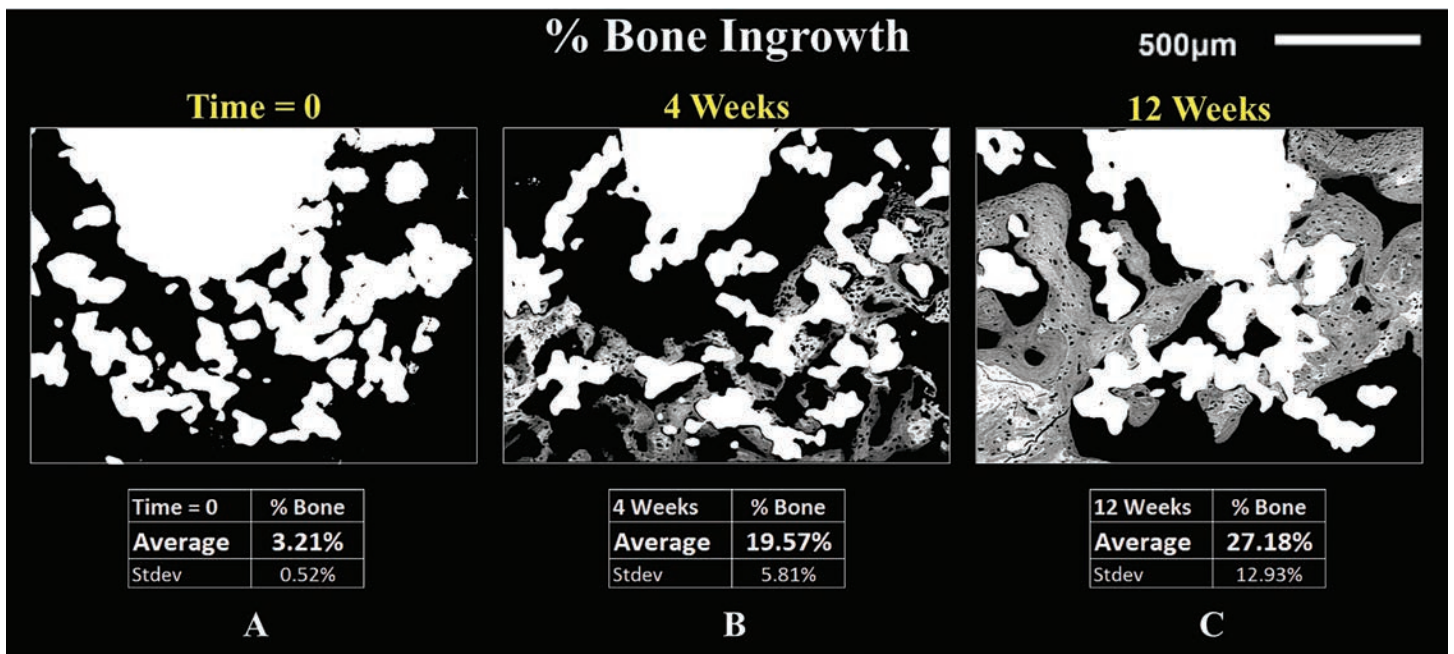 % Bone Ingrowth
500µm
Time = 0
4 Weeks
12 Weeks
Time = 0 % Bone
Average 3.21%
Stdev 0.52%
4 Weeks % Bone
Average 19.57%
Stdev 5.81%
12 Weeks % Bone
Average 27.18%
Stdev 12.93%
A
B
C